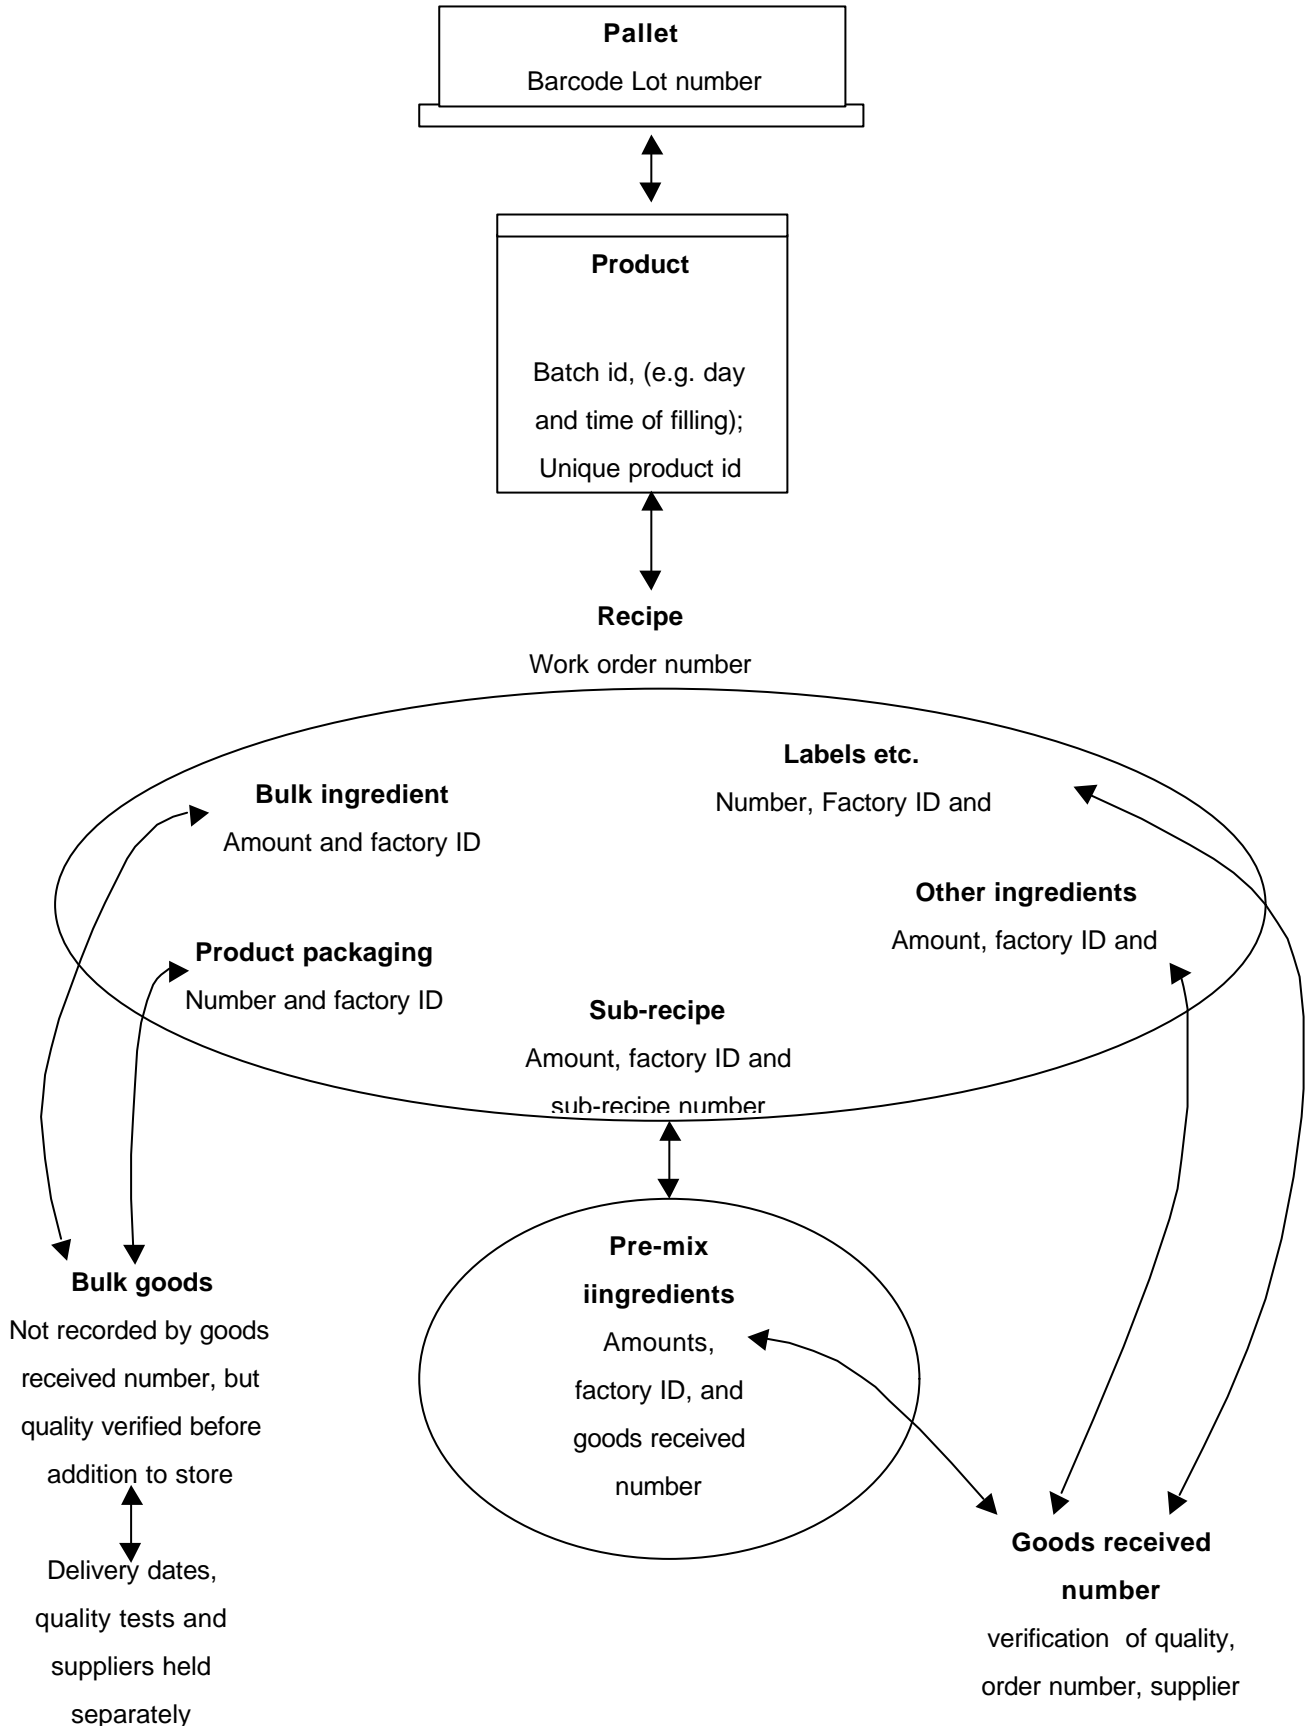 Pallet
Barcode Lot number
Product
Batch id, (e.g. day
and time of filling);
Unique product id
Recipe
Work order number
Labels etc.
Number, Factory ID and
Bulk ingredient
Amount and factory ID
Other ingredients
Amount, factory ID and
Product packaging
Number and factory ID
Sub-recipe
Amount, factory ID and
sub-recipe number
Pre-mix
iingredients
Amounts,
factory ID, and
goods received
number
Bulk goods
Not recorded by goods
received number, but
quality verified before
addition to store
Delivery dates,
quality tests and
suppliers held
separately
Goods received
number
verification of quality,
order number, supplier